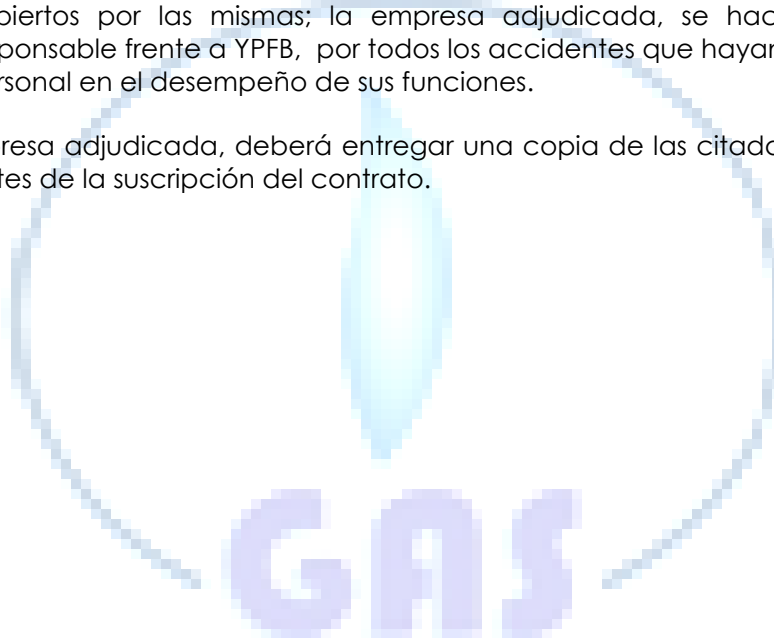 biertos por las mismas; la empresa adjudicada, se hac
ponsable frente a YPFB, por todos los accidentes que hayan
rsonal en el desempeño de sus funciones.
resa adjudicada, deberá entregar una copia de las citada
tes de la suscripción del contrato.
GAS